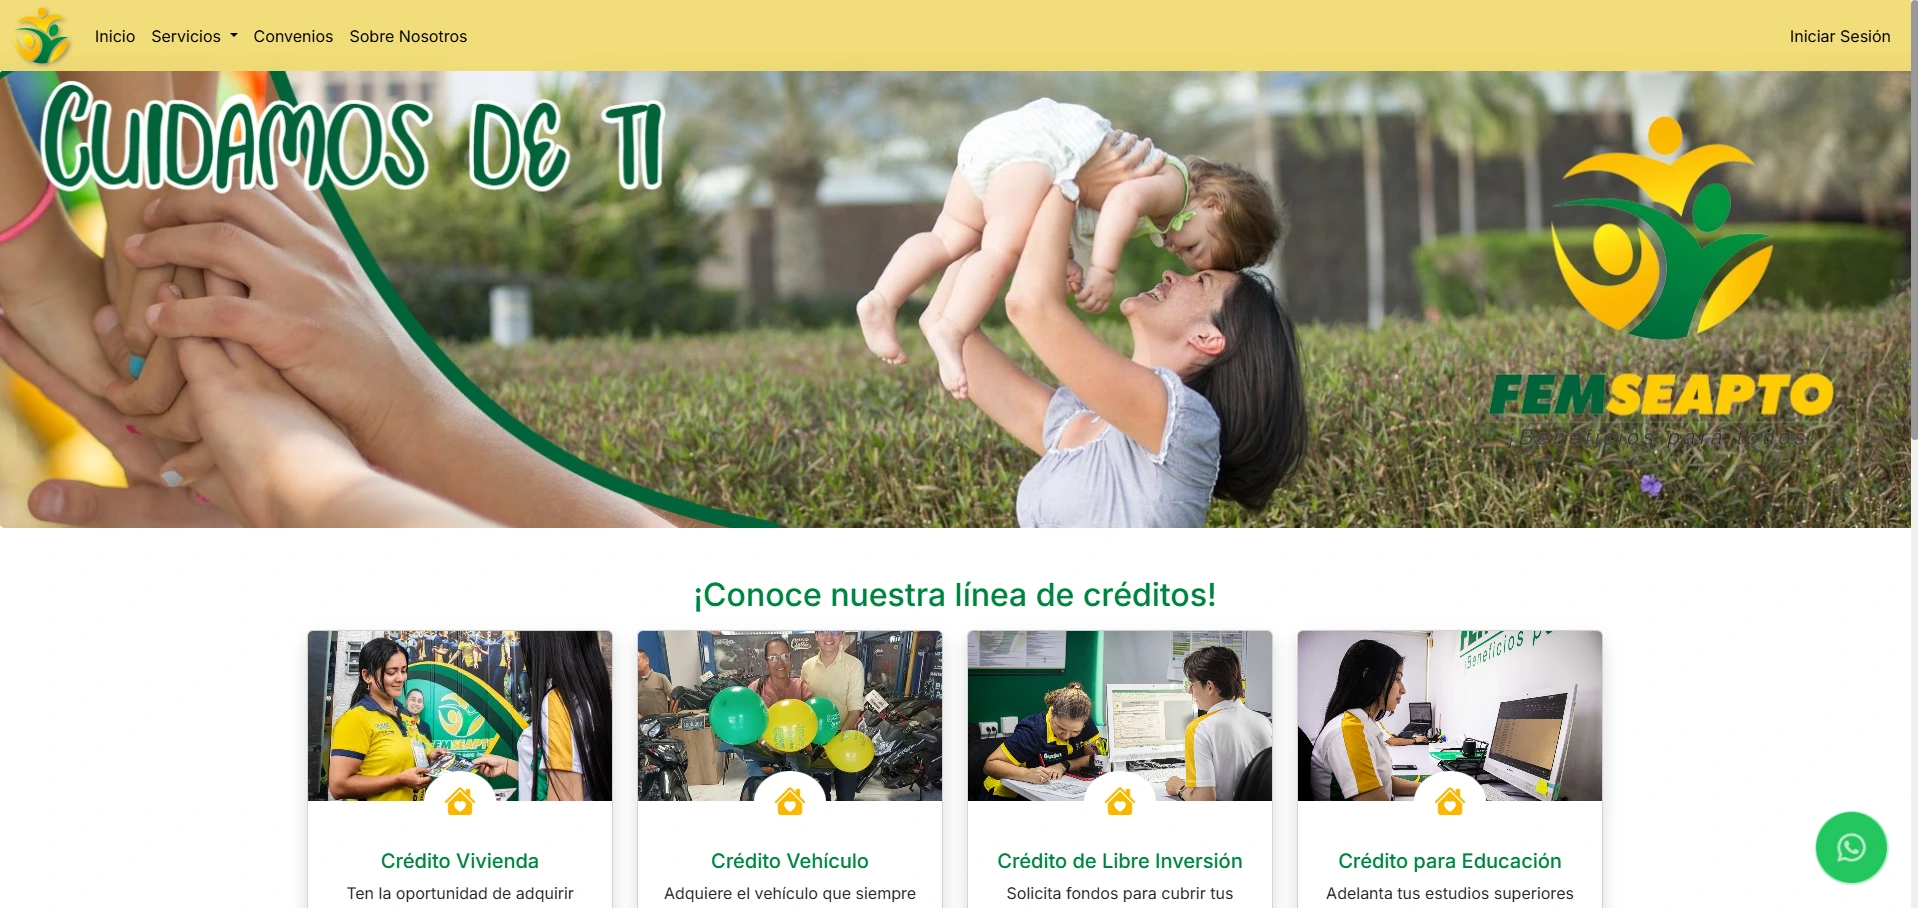 Inicio
Servicios
Convenios
Sobre Nosotros
Iniciar Sesión
CUIDAMOS DE TI
FEMSEAPTO
¡Beneficios para todos!
¡Conoce nuestra línea de créditos!
Crédito Vivienda
Ten la oportunidad de adquirir
Crédito Vehículo
Adquiere el vehículo que siempre
Crédito de Libre Inversión
Solicita fondos para cubrir tus
¡Beneficios p
Crédito para Educación
Adelanta tus estudios superiores